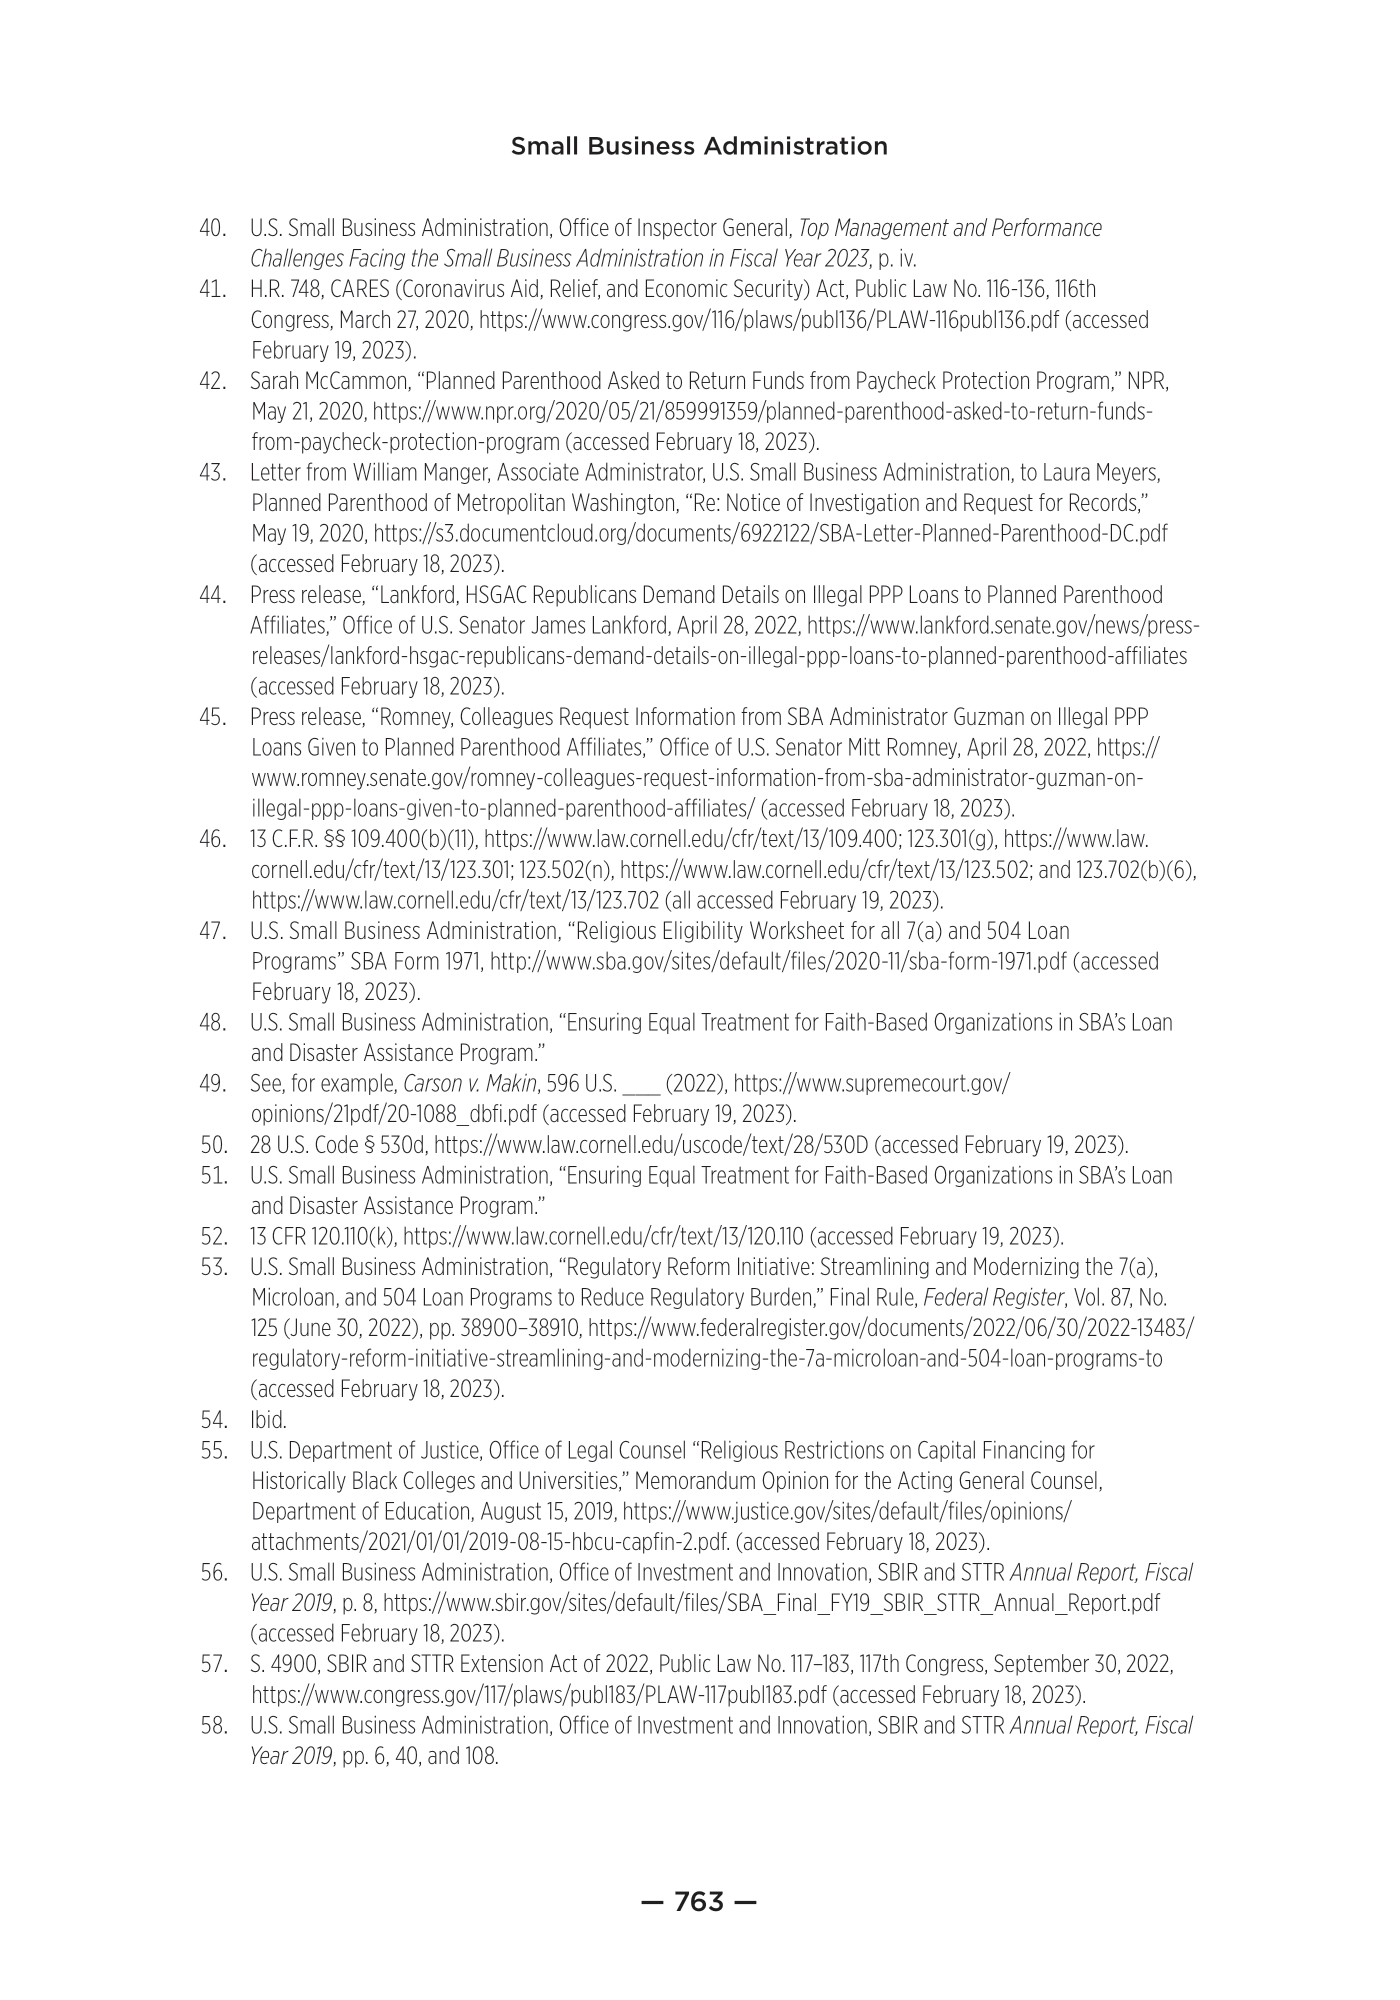 Small Business Administration
40. U.S. Small Business Administration, Office of Inspector General, Top Management and Performance
Challenges Facing the Small Business Administration in Fiscal Year 2023, p. iv.
41. H.R. 748, CARES (Coronavirus Aid, Relief, and Economic Security) Act, Public Law No. 116-136, 116th
Congress, March 27, 2020, https://www.congress.gov/116/plaws/publ136/PLAW-116publ136.pdf (accessed
February 19, 2023).
42. Sarah McCammon, “Planned Parenthood Asked to Return Funds from Paycheck Protection Program,” NPR,
May 21, 2020, https://www.npr.org/2020/05/21/859991359/planned-parenthood-asked-to-return-funds-
from-paycheck-protection-program (accessed February 18, 2023).
43. Letter from William Manger, Associate Administrator, U.S. Small Business Administration, to Laura Meyers,
Planned Parenthood of Metropolitan Washington, “Re: Notice of Investigation and Request for Records,”
May 19, 2020, https://s3.documentcloud.org/documents/6922122/SBA-Letter-Planned-Parenthood-DC.pdf
(accessed February 18, 2023).
44. Press release, “Lankford, HSGAC Republicans Demand Details on Illegal PPP Loans to Planned Parenthood
Affiliates,” Office of U.S. Senator James Lankford, April 28, 2022, https://www.lankford.senate.gov/news/press-
releases/lankford-hsgac-republicans-demand-details-on-illegal-ppp-loans-to-planned-parenthood-affiliates
(accessed February 18, 2023).
45. Press release, “Romney, Colleagues Request Information from SBA Administrator Guzman on Illegal PPP
Loans Given to Planned Parenthood Affiliates,” Office of U.S. Senator Mitt Romney, April 28, 2022, https://
www.romney.senate.gov/romney-colleagues-request-information-from-sba-administrator-guzman-on-
illegal-ppp-loans-given-to-planned-parenthood-affiliates/ (accessed February 18, 2023).
46. 13 C.F.R. §§ 109.400(b)(11), https://www.law.cornell.edu/cfr/text/13/109.400; 123.301(g), https://www.law.
cornell.edu/cfr/text/13/123.301; 123.502(n), https://www.law.cornell.edu/cfr/text/13/123.502; and 123.702(b)(6),
https://www.law.cornell.edu/cfr/text/13/123.702 (all accessed February 19, 2023).
47. U.S. Small Business Administration, “Religious Eligibility Worksheet for all 7(a) and 504 Loan
Programs” SBA Form 1971, http://www.sba.gov/sites/default/files/2020-11/sba-form-1971.pdf (accessed
February 18, 2023).
48. U.S. Small Business Administration, “Ensuring Equal Treatment for Faith-Based Organizations in SBA’s Loan
and Disaster Assistance Program.”
49. See, for example, Carson v. Makin, 596 U.S. ___ (2022), https://www.supremecourt.gov/
opinions/21pdf/20-1088_dbfi.pdf (accessed February 19, 2023).
50. 28 U.S. Code § 530d, https://www.law.cornell.edu/uscode/text/28/530D (accessed February 19, 2023).
51. U.S. Small Business Administration, “Ensuring Equal Treatment for Faith-Based Organizations in SBA’s Loan
and Disaster Assistance Program.”
52. 13 CFR 120.110(k), https://www.law.cornell.edu/cfr/text/13/120.110 (accessed February 19, 2023).
53. U.S. Small Business Administration, “Regulatory Reform Initiative: Streamlining and Modernizing the 7(a),
Microloan, and 504 Loan Programs to Reduce Regulatory Burden,” Final Rule, Federal Register, Vol. 87, No.
125 (June 30, 2022), pp. 38900–38910, https://www.federalregister.gov/documents/2022/06/30/2022-13483/
regulatory-reform-initiative-streamlining-and-modernizing-the-7a-microloan-and-504-loan-programs-to
(accessed February 18, 2023).
54. Ibid.
55. U.S. Department of Justice, Office of Legal Counsel “Religious Restrictions on Capital Financing for
Historically Black Colleges and Universities,” Memorandum Opinion for the Acting General Counsel,
Department of Education, August 15, 2019, https://www.justice.gov/sites/default/files/opinions/
attachments/2021/01/01/2019-08-15-hbcu-capfin-2.pdf. (accessed February 18, 2023).
56. U.S. Small Business Administration, Office of Investment and Innovation, SBIR and STTR Annual Report, Fiscal
Year 2019, p. 8, https://www.sbir.gov/sites/default/files/SBA_Final_FY19_SBIR_STTR_Annual_Report.pdf
(accessed February 18, 2023).
57. S. 4900, SBIR and STTR Extension Act of 2022, Public Law No. 117–183, 117th Congress, September 30, 2022,
https://www.congress.gov/117/plaws/publ183/PLAW-117publ183.pdf (accessed February 18, 2023).
58. U.S. Small Business Administration, Office of Investment and Innovation, SBIR and STTR Annual Report, Fiscal
Year 2019, pp. 6, 40, and 108.
— 763 —